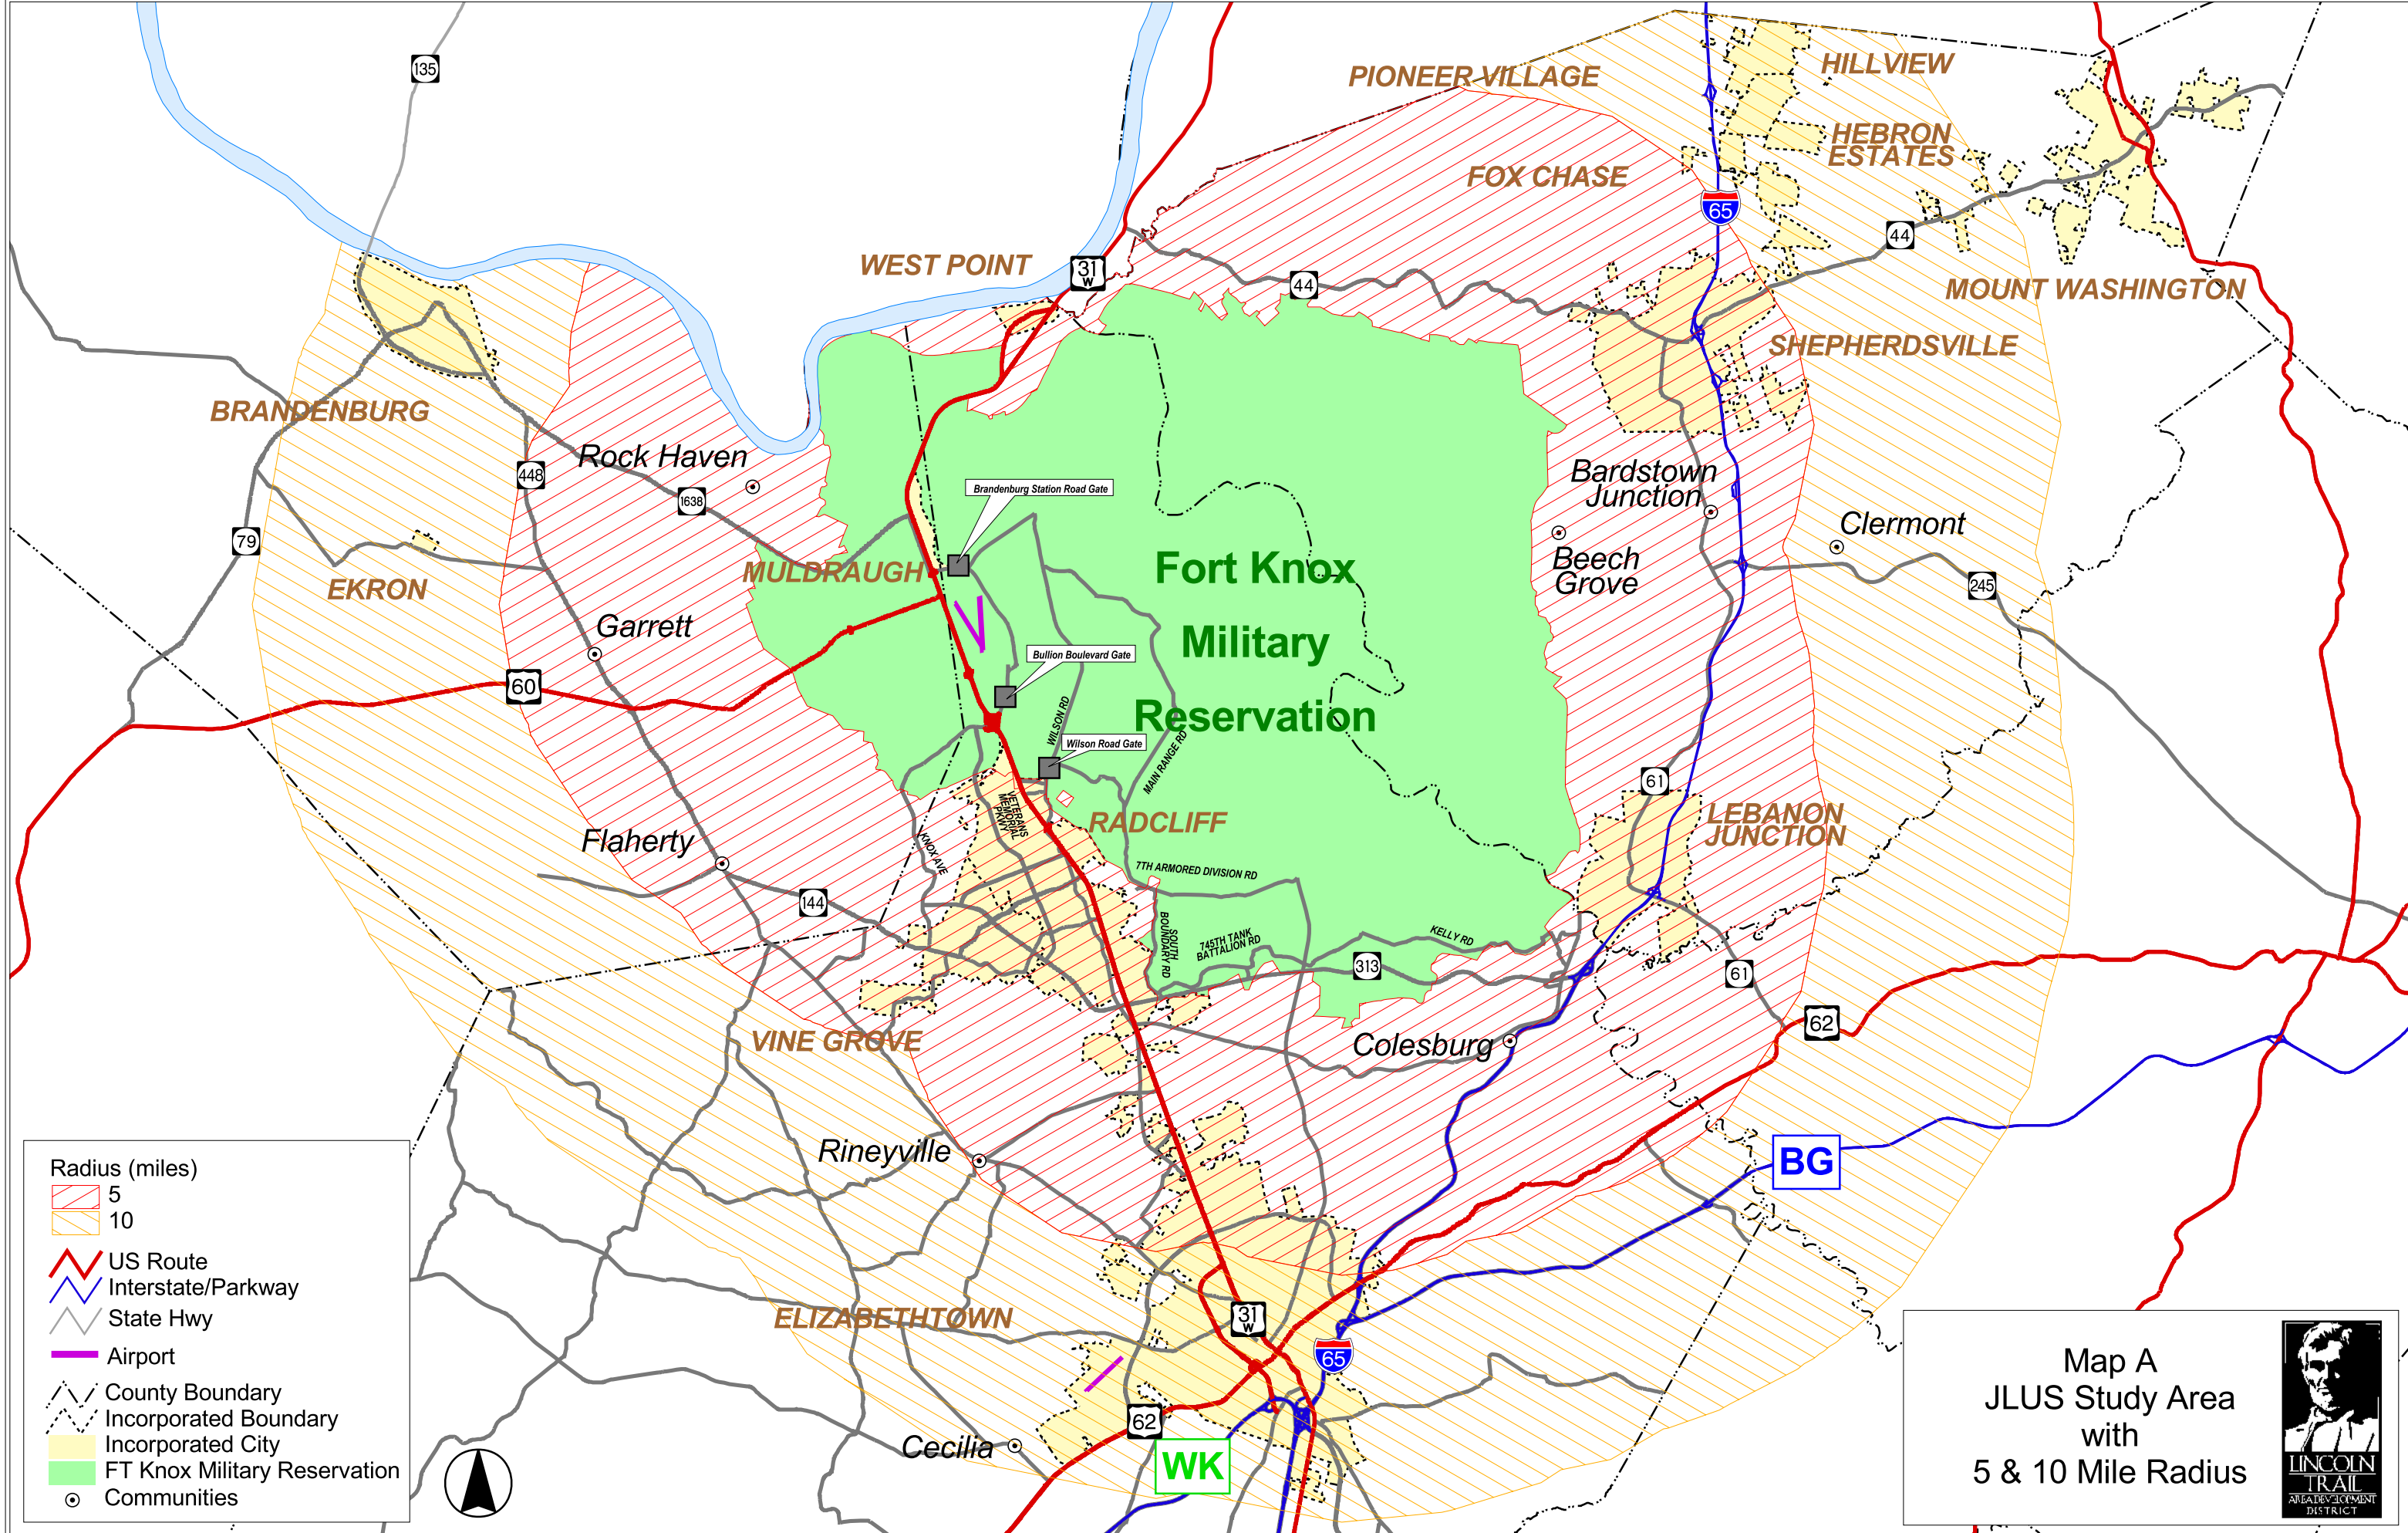 135
PIONEER VILLAGE
HILLVIEW
HEBRON
ESTATES
FOX CHASE
65
44
WEST POINT
31
W
44
MOUNT WASHINGTON
SHEPHERDSVILLE
BRANDENBURG
Rock Haven
448
1638
Brandenburg Station Road Gate
Bardstown
Junction
Clermont
79
Beech
Grove
EKRON
MULDRAUGH
Fort Knox
Military
Reservation
245
Garrett
Bullion Boulevard Gate
60
WILSON RD
Wilson Road Gate
MAIN RANGE RD
61
VETERANS
MEMORIAL
PKWY
RADCLIFF
LEBANON
JUNCTION
Flaherty
KNOX AVE
7TH ARMORED DIVISION RD
144
SOUTH
BOUNDARY RD
745TH TANK
BATTALION RD
KELLY RD
313
61
62
VINE GROVE
Colesburg
Rineyville
BG
Radius (miles)
5
10
US Route
Interstate/Parkway
State Hwy
Airport
County Boundary
Incorporated Boundary
Incorporated City
FT Knox Military Reservation
Communities
ELIZABETHTOWN
31
W
65
62
Cecilia
WK
Map A
JLUS Study Area
with
5 & 10 Mile Radius
LINCOLN
TRAIL
AREA DEVELOPMENT
DISTRICT